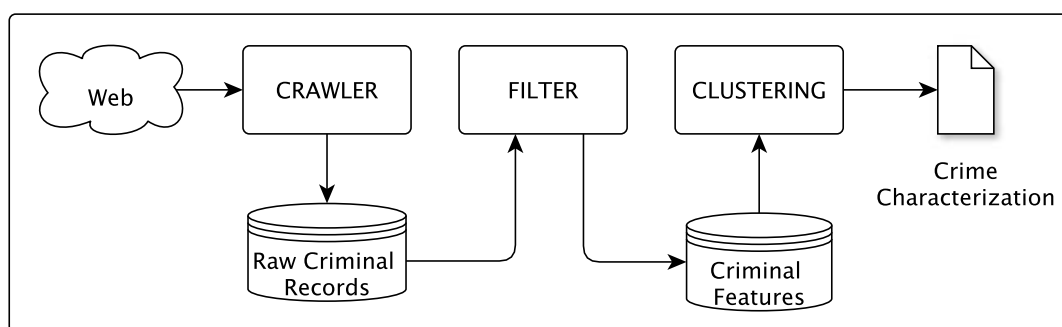 Web
CRAWLER
FILTER
CLUSTERING
Crime
Characterization
Raw Criminal
Records
Criminal
Features